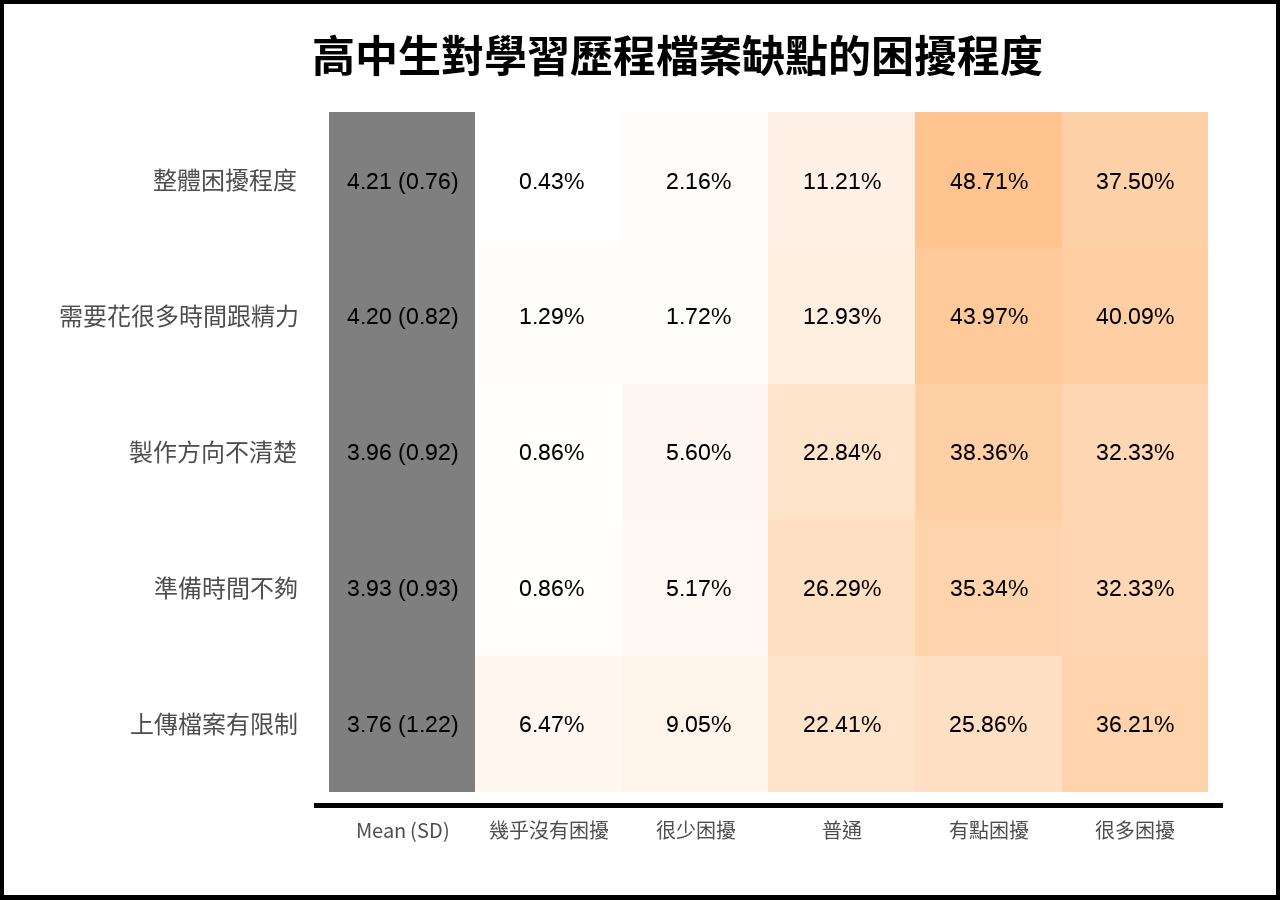 高中生對學習歷程檔案缺點的困擾程度
整體困擾程度 4.21 (0.76) 0.43% 2.16% 11.21% 48.71% 37.50%
需要花很多時間跟精力 4.20 (0.82) 1.29% 1.72% 12.93% 43.97% 40.09%
製作方向不清楚 3.96 (0.92) 0.86% 5.60% 22.84% 38.36% 32.33%
準備時間不夠 3.93 (0.93) 0.86% 5.17% 26.29% 35.34% 32.33%
上傳檔案有限制 3.76 (1.22) 6.47% 9.05% 22.41% 25.86% 36.21%
Mean (SD) 幾乎沒有困擾 很少困擾 普通 有點困擾 很多困擾